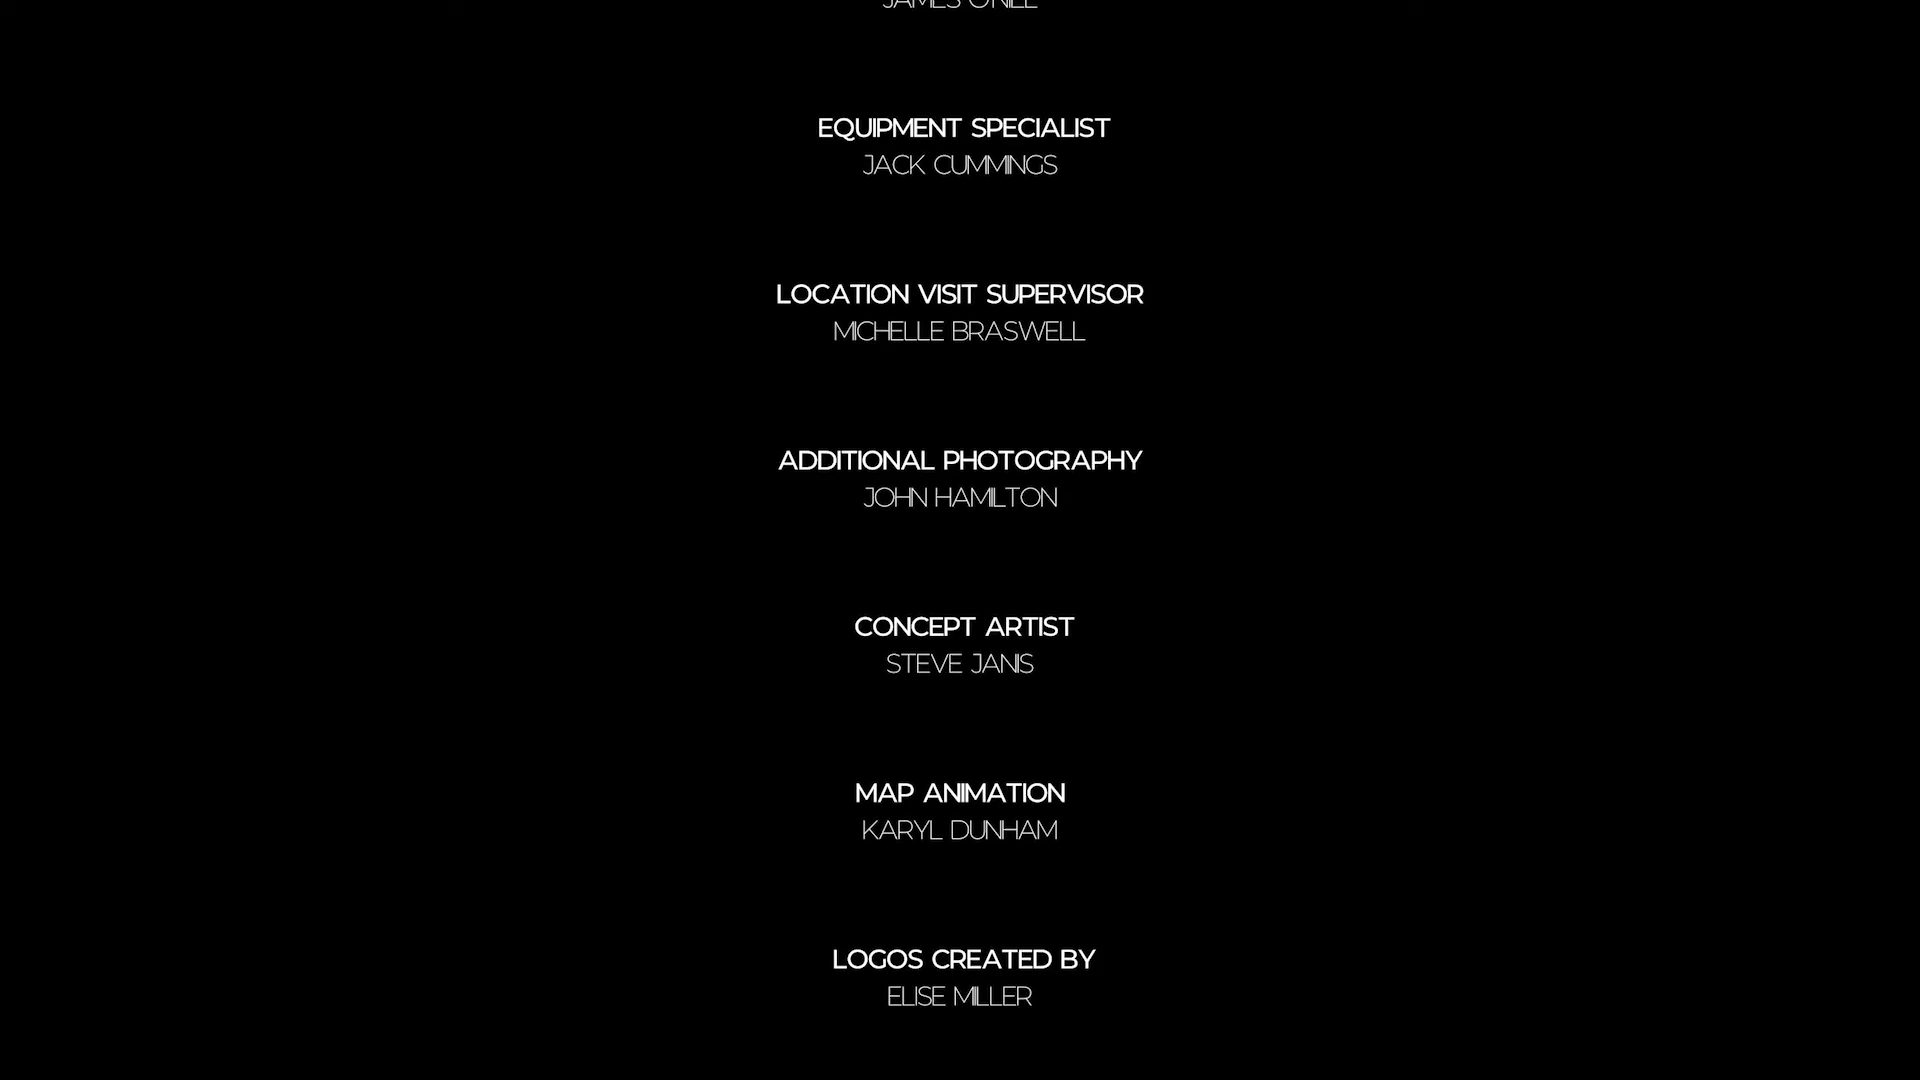 EQUIPMENT SPECIALIST
JACK CUMMINGS
LOCATION VISIT SUPERVISOR
MICHELLE BRASWELL
ADDITIONAL PHOTOGRAPHY
JOHN HAMILTON
CONCEPT ARTIST
STEVE JANIS
MAP ANIMATION
KARYL DUNHAM
LOGOS CREATED BY
ELISE MILLER